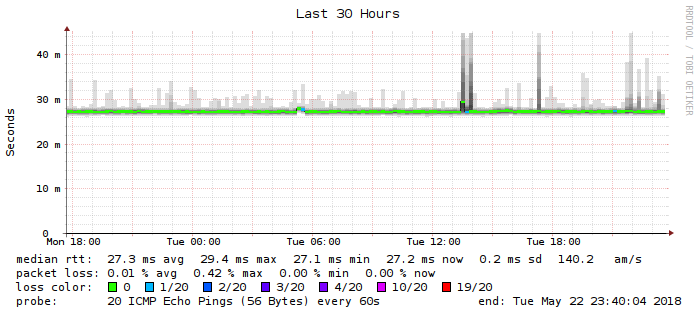 Last 30 Hours
RRDTOOL / TOBI OETIKER
Seconds
40 m
30 m
20 m
10 m
0
Mon 18:00 Tue 00:00 Tue 06:00 Tue 12:00 Tue 18:00
median rtt: 27.3 ms avg 29.4 ms max 27.1 ms min 27.2 ms now 0.2 ms sd 140.2 am/s
packet loss: 0.01 % avg 0.42 % max 0.00 % min 0.00 % now
loss color: 0 1/20 2/20 3/20 4/20 10/20 19/20
probe: 20 ICMP Echo Pings (56 Bytes) every 60s end: Tue May 22 23:40:04 2018